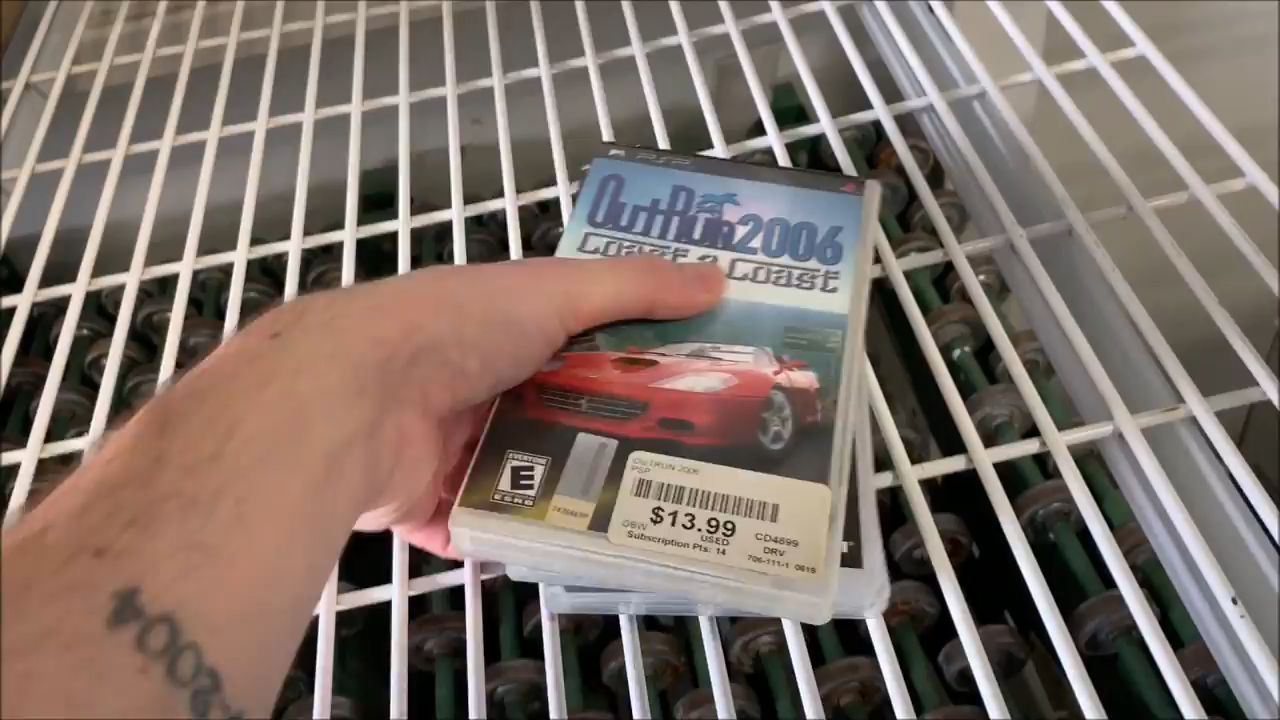 PSP
OutRun2006
Coast 2 Coast
EVERYONE
E
ESRB
OUTRUN 2006
PSP
$13.99
USED
GBW
CD4899
DRV
Subscription Pts: 14
706-111-1 0619
2004